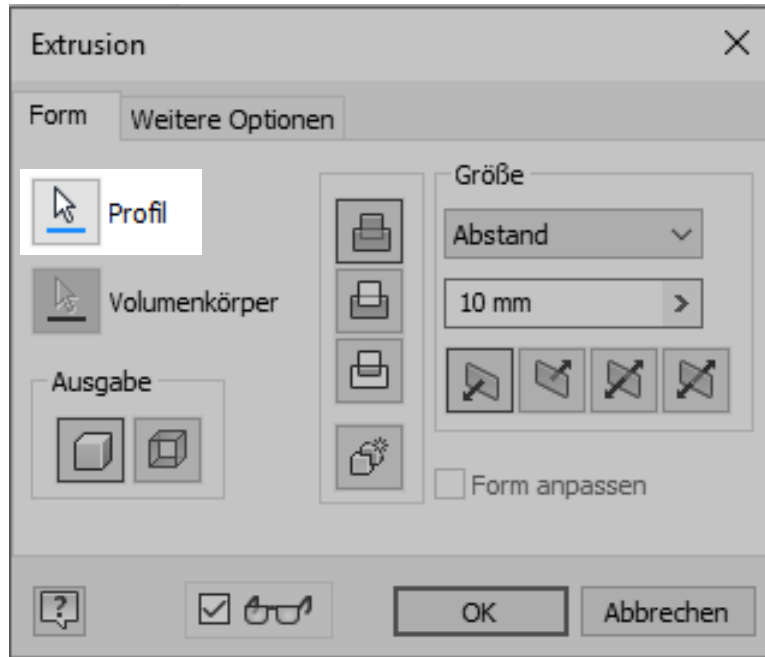 Extrusion
Form
Weitere Optionen
Profil
Volumenkörper
Ausgabe
Größe
Abstand
10 mm
Form anpassen
?
OK
Abbrechen